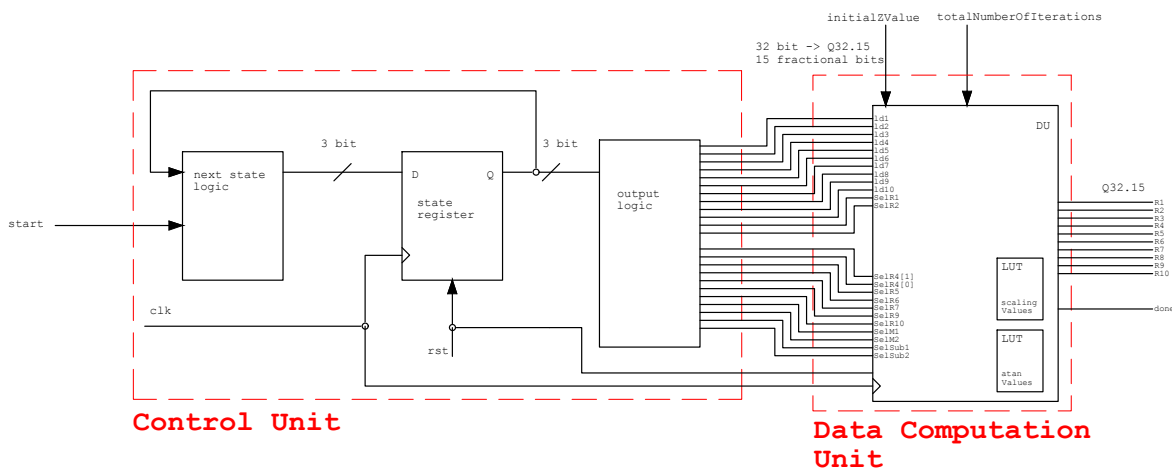 initialZValue
totalNumberOfIterations
32 bit -> Q32.15
15 fractional bits
3 bit
3 bit
next state
logic
D
Q
state
register
output
logic
start
clk
rst
ld1
ld2
ld3
ld4
ld5
ld6
ld7
ld8
ld9
ld10
SelR1
SelR2
SelR4[1]
SelR4[0]
SelR5
SelR6
SelR7
SelR9
SelR10
SelM1
SelM2
SelSub1
SelSub2
DU
LUT
scaling
Values
LUT
atan
Values
Q32.15
R1
R2
R3
R4
R5
R6
R7
R8
R9
R10
done
Control Unit
Data Computation
Unit